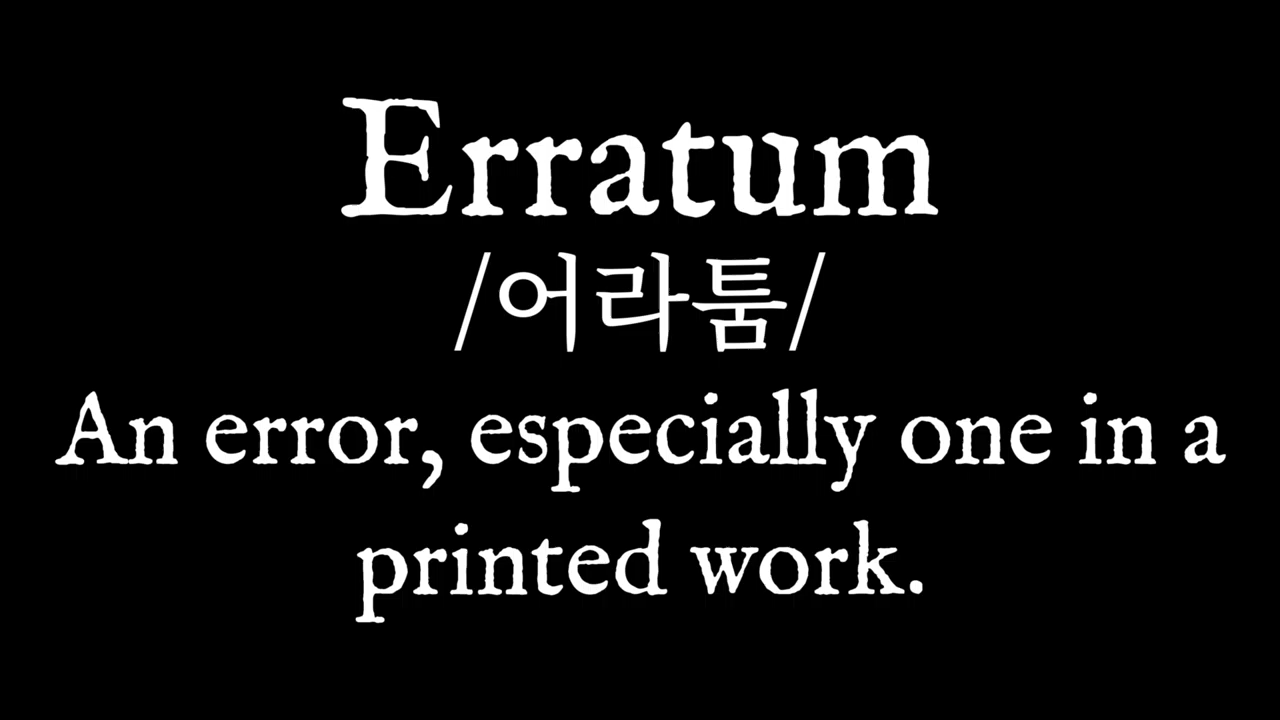 Erratum
/어라툼/
An error, especially one in a
printed work.